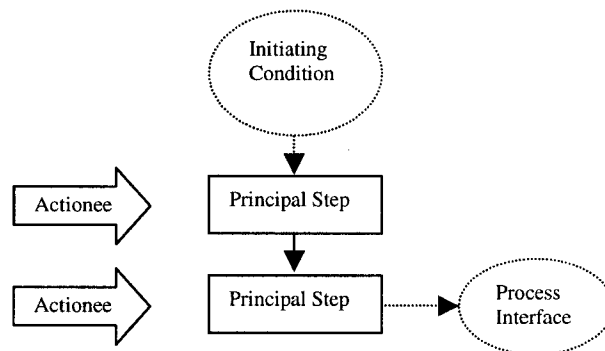 Initiating
Condition
Actionee
Principal Step
Actionee
Principal Step
Process
Interface